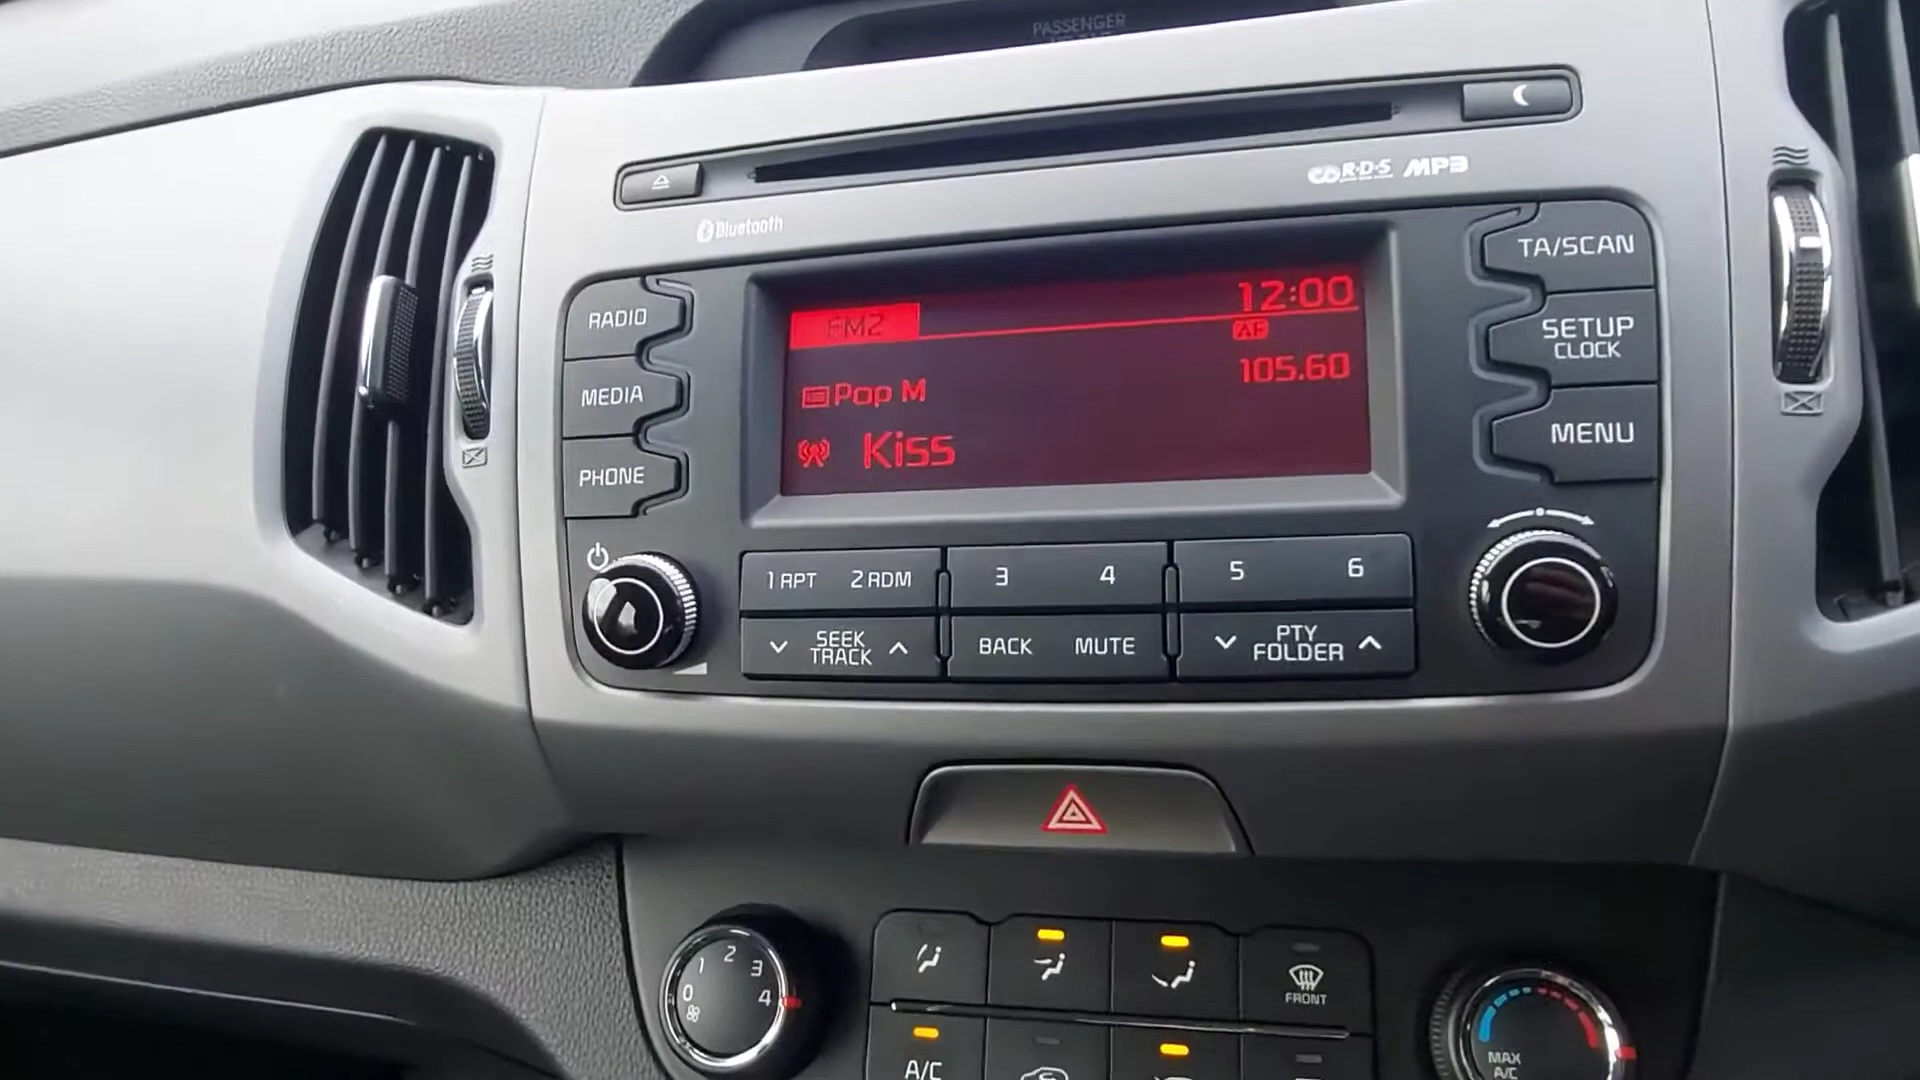 PASSENGER
R·D·S MP3
Bluetooth
RADIO
MEDIA
PHONE
FM2
12:00
AF
105.60
Pop M
Kiss
TA/SCAN
SETUP
CLOCK
MENU
1 RPT 2 RDM
3 4
5 6
SEEK
TRACK
BACK MUTE
PTY
FOLDER
0 1 2 3 4
FRONT
A/C
MAX
A/C